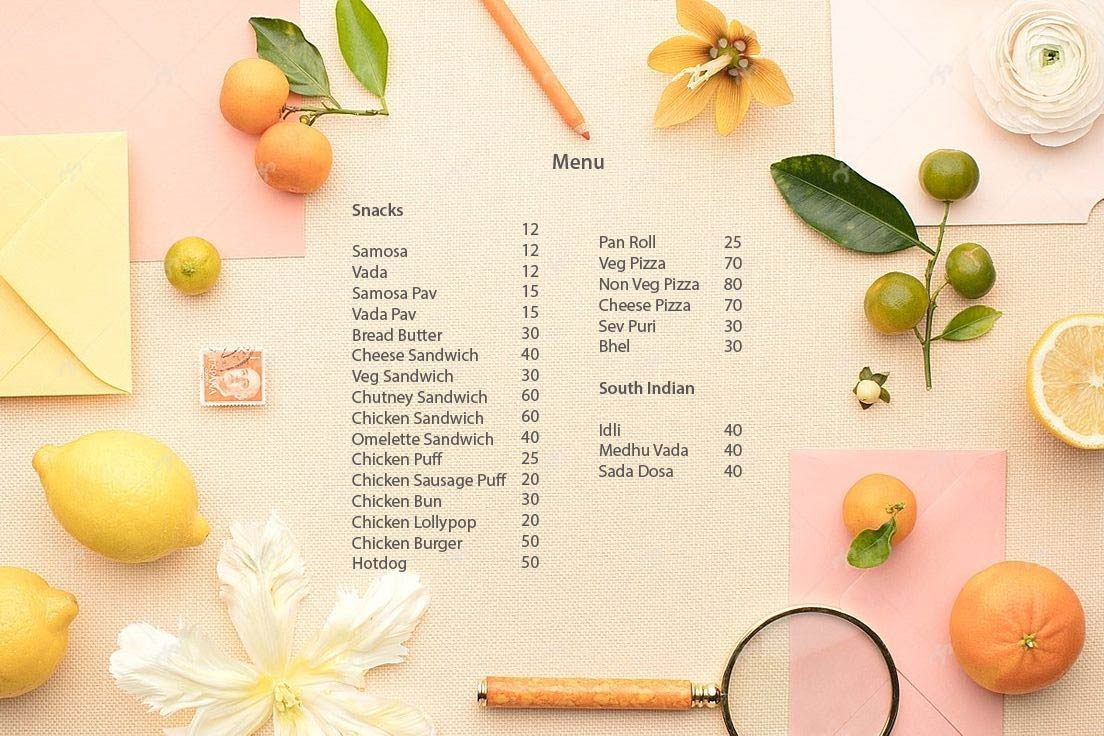 Menu
Snacks
12
Samosa 12
Vada 12
Samosa Pav 15
Vada Pav 15
Bread Butter 30
Cheese Sandwich 40
Veg Sandwich 30
Chutney Sandwich 60
Chicken Sandwich 60
Omelette Sandwich 40
Chicken Puff 25
Chicken Sausage Puff 20
Chicken Bun 30
Chicken Lollypop 20
Chicken Burger 50
Hotdog 50
Pan Roll 25
Veg Pizza 70
Non Veg Pizza 80
Cheese Pizza 70
Sev Puri 30
Bhel 30
South Indian
Idli 40
Medhu Vada 40
Sada Dosa 40